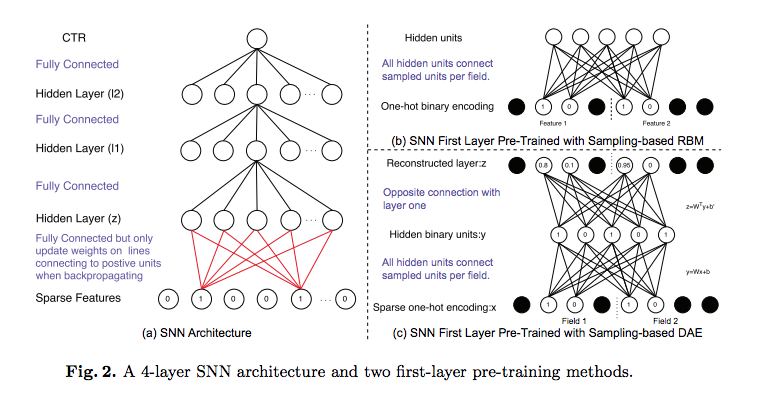 CTR
Fully Connected
Hidden Layer (l2)
Fully Connected
Hidden Layer (l1)
Fully Connected
Hidden Layer (z)
Fully Connected but only
update weights on lines
connecting to postive units
when backpropagating
Sparse Features
0 1 0 0 1 ... 0
(a) SNN Architecture
Hidden units
All hidden units connect
sampled units per field.
One-hot binary encoding
1 0 1 0
Feature 1 Feature 2
(b) SNN First Layer Pre-Trained with Sampling-based RBM
Reconstructed layer:z
0.8 0.1 0.95 0
Opposite connection with
layer one
z=Wᵀy+b'
Hidden binary units:y
1 0 1 0 1
All hidden units connect
sampled units per field.
y=Wx+b
Sparse one-hot encoding:x
1 0 1 0
Field 1 Field 2
(c) SNN First Layer Pre-Trained with Sampling-based DAE
Fig. 2. A 4-layer SNN architecture and two first-layer pre-training methods.